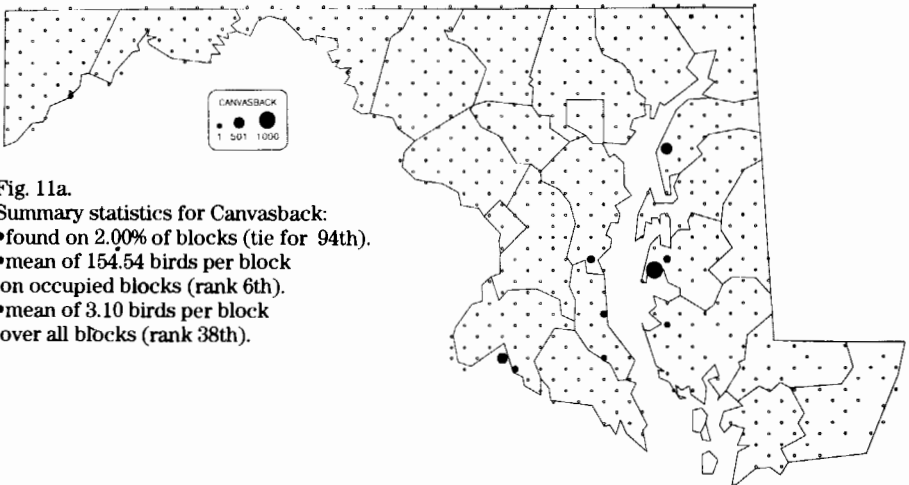 CANVASBACK
1 501 1000
Fig. 11a.
Summary statistics for Canvasback:
•found on 2.00% of blocks (tie for 94th).
•mean of 154.54 birds per block
on occupied blocks (rank 6th).
•mean of 3.10 birds per block
over all blocks (rank 38th).